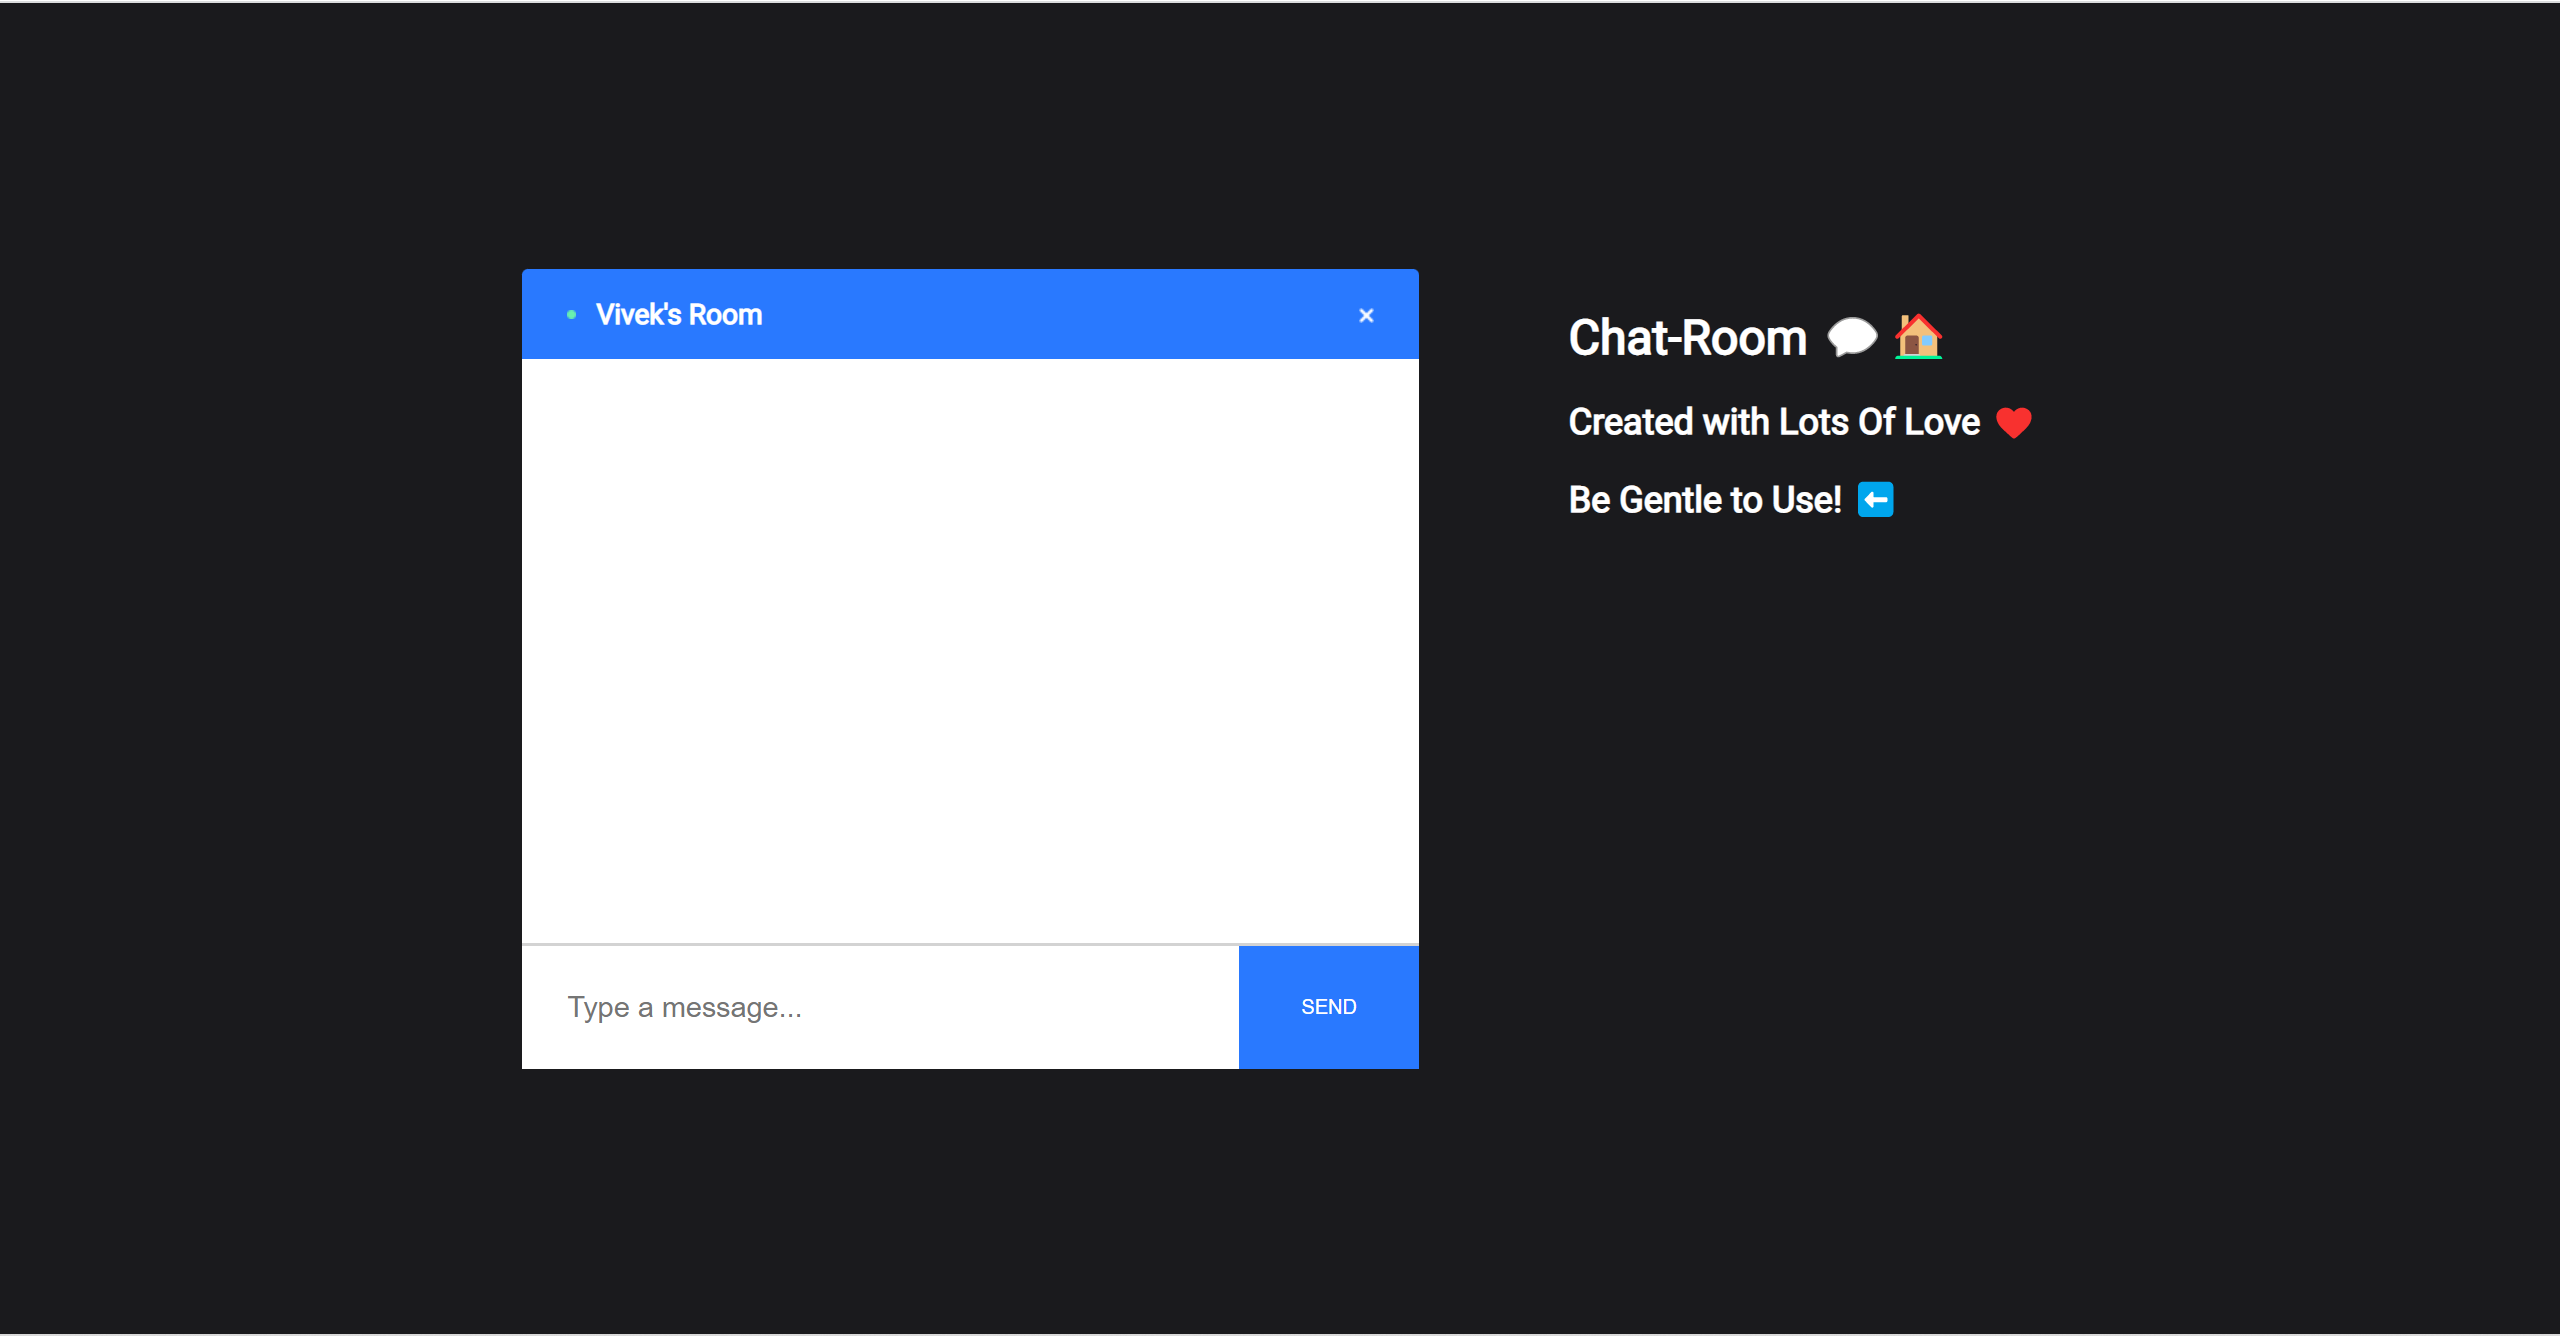 Vivek's Room
Type a message...
SEND
Chat-Room 💬 🏠
Created with Lots Of Love ❤️
Be Gentle to Use! ⬅️